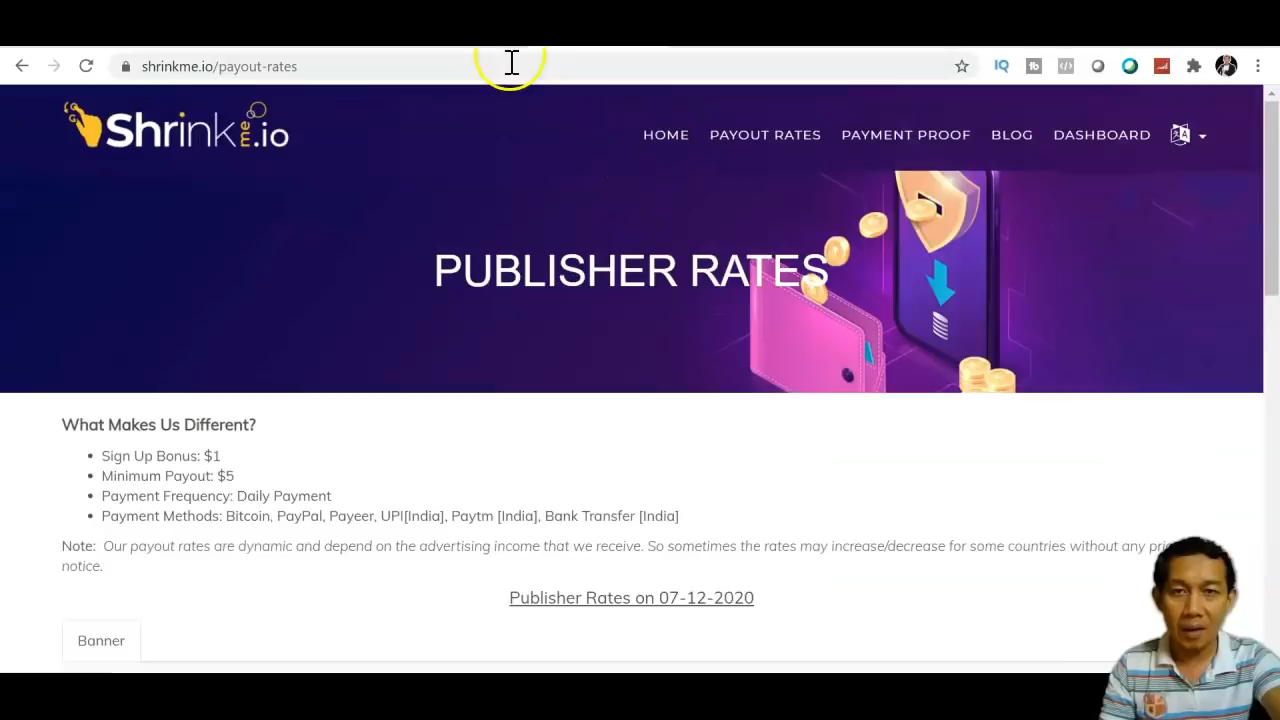 shrinkme.io/payout-rates
Shrinkme.io
HOME PAYOUT RATES PAYMENT PROOF BLOG DASHBOARD
PUBLISHER RATES
What Makes Us Different?
Sign Up Bonus: $1
Minimum Payout: $5
Payment Frequency: Daily Payment
Payment Methods: Bitcoin, PayPal, Payeer, UPI[India], Paytm [India], Bank Transfer [India]
Note: Our payout rates are dynamic and depend on the advertising income that we receive. So sometimes the rates may increase/decrease for some countries without any
notice.
Publisher Rates on 07-12-2020
Banner